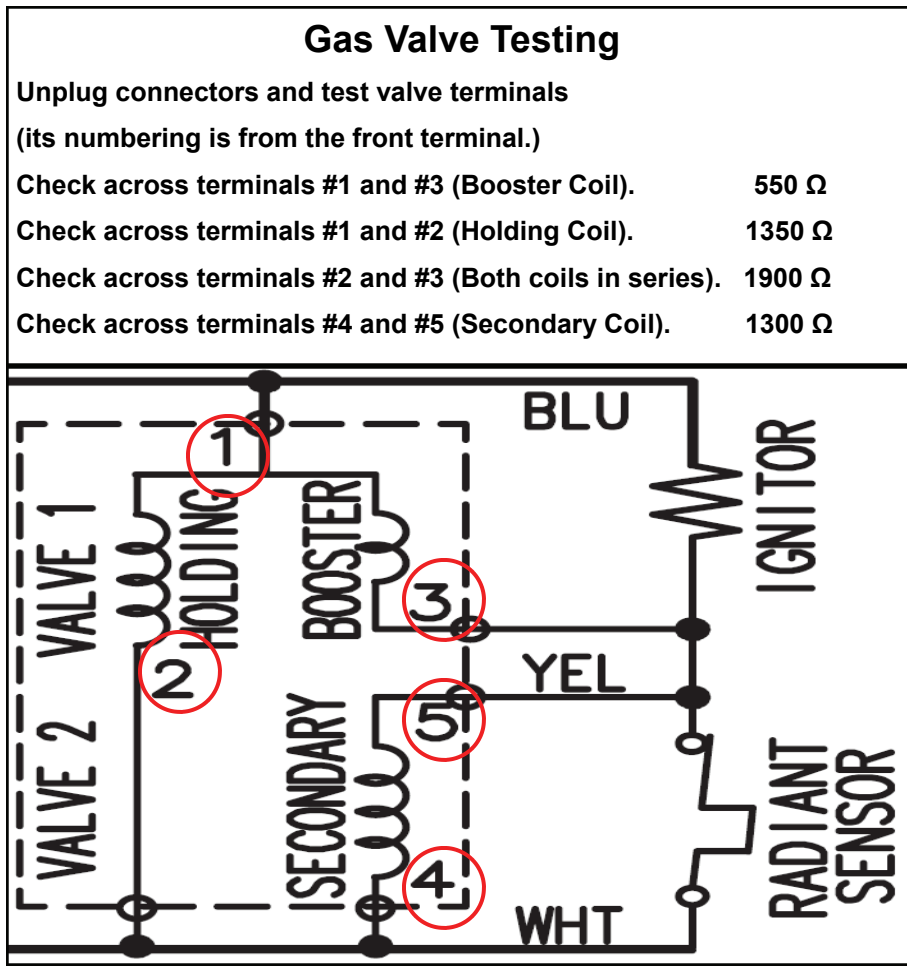 Gas Valve Testing
Unplug connectors and test valve terminals
(its numbering is from the front terminal.)
Check across terminals #1 and #3 (Booster Coil). 550 Ω
Check across terminals #1 and #2 (Holding Coil). 1350 Ω
Check across terminals #2 and #3 (Both coils in series). 1900 Ω
Check across terminals #4 and #5 (Secondary Coil). 1300 Ω
BLU
1
VALVE 1
HOLDING
BOOSTER
IGNITOR
3
2
YEL
5
VALVE 2
ISECONDARY
RADIANT
SENSOR
4
WHT